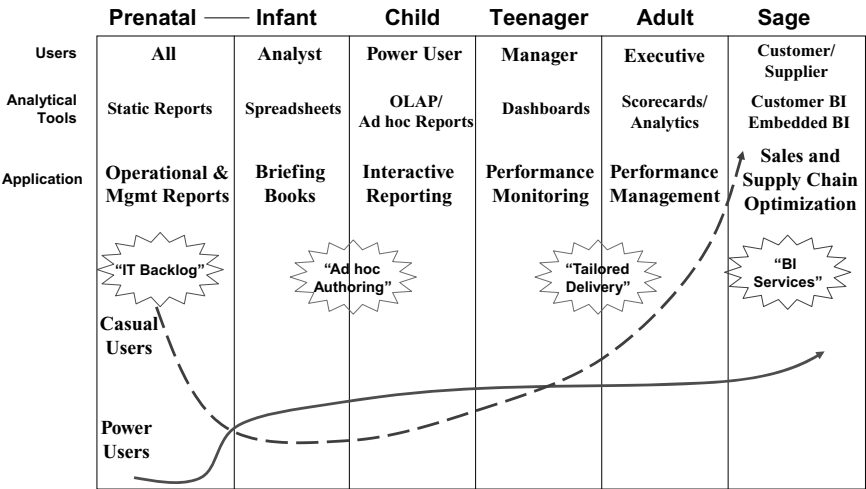 Prenatal Infant Child Teenager Adult Sage
Users All Analyst Power User Manager Executive Customer/
Supplier
Analytical
Tools Static Reports Spreadsheets OLAP/
Ad hoc Reports Dashboards Scorecards/
Analytics Customer BI
Embedded BI
Application Operational &
Mgmt Reports Briefing
Books Interactive
Reporting Performance
Monitoring Performance
Management Sales and
Supply Chain
Optimization
“IT Backlog” “Ad hoc
Authoring” “Tailored
Delivery” “BI
Services”
Casual
Users
Power
Users